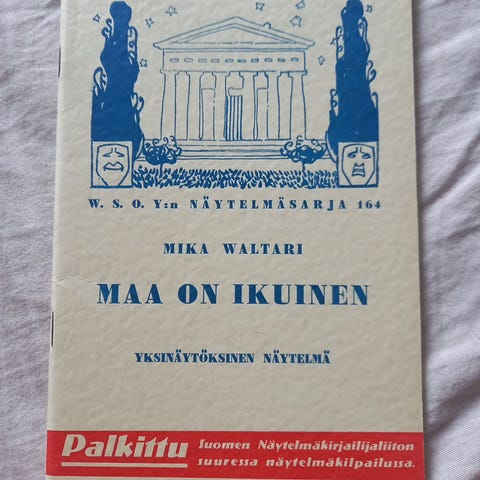 W. S. O. Y:n NÄYTELMÄSARJA 164
MIKA WALTARI
MAA ON IKUINEN
YKSINÄYTÖKSINEN NÄYTELMÄ
Palkittu Suomen Näytelmäkirjailijaliiton
suuressa näytelmäkilpailussa.